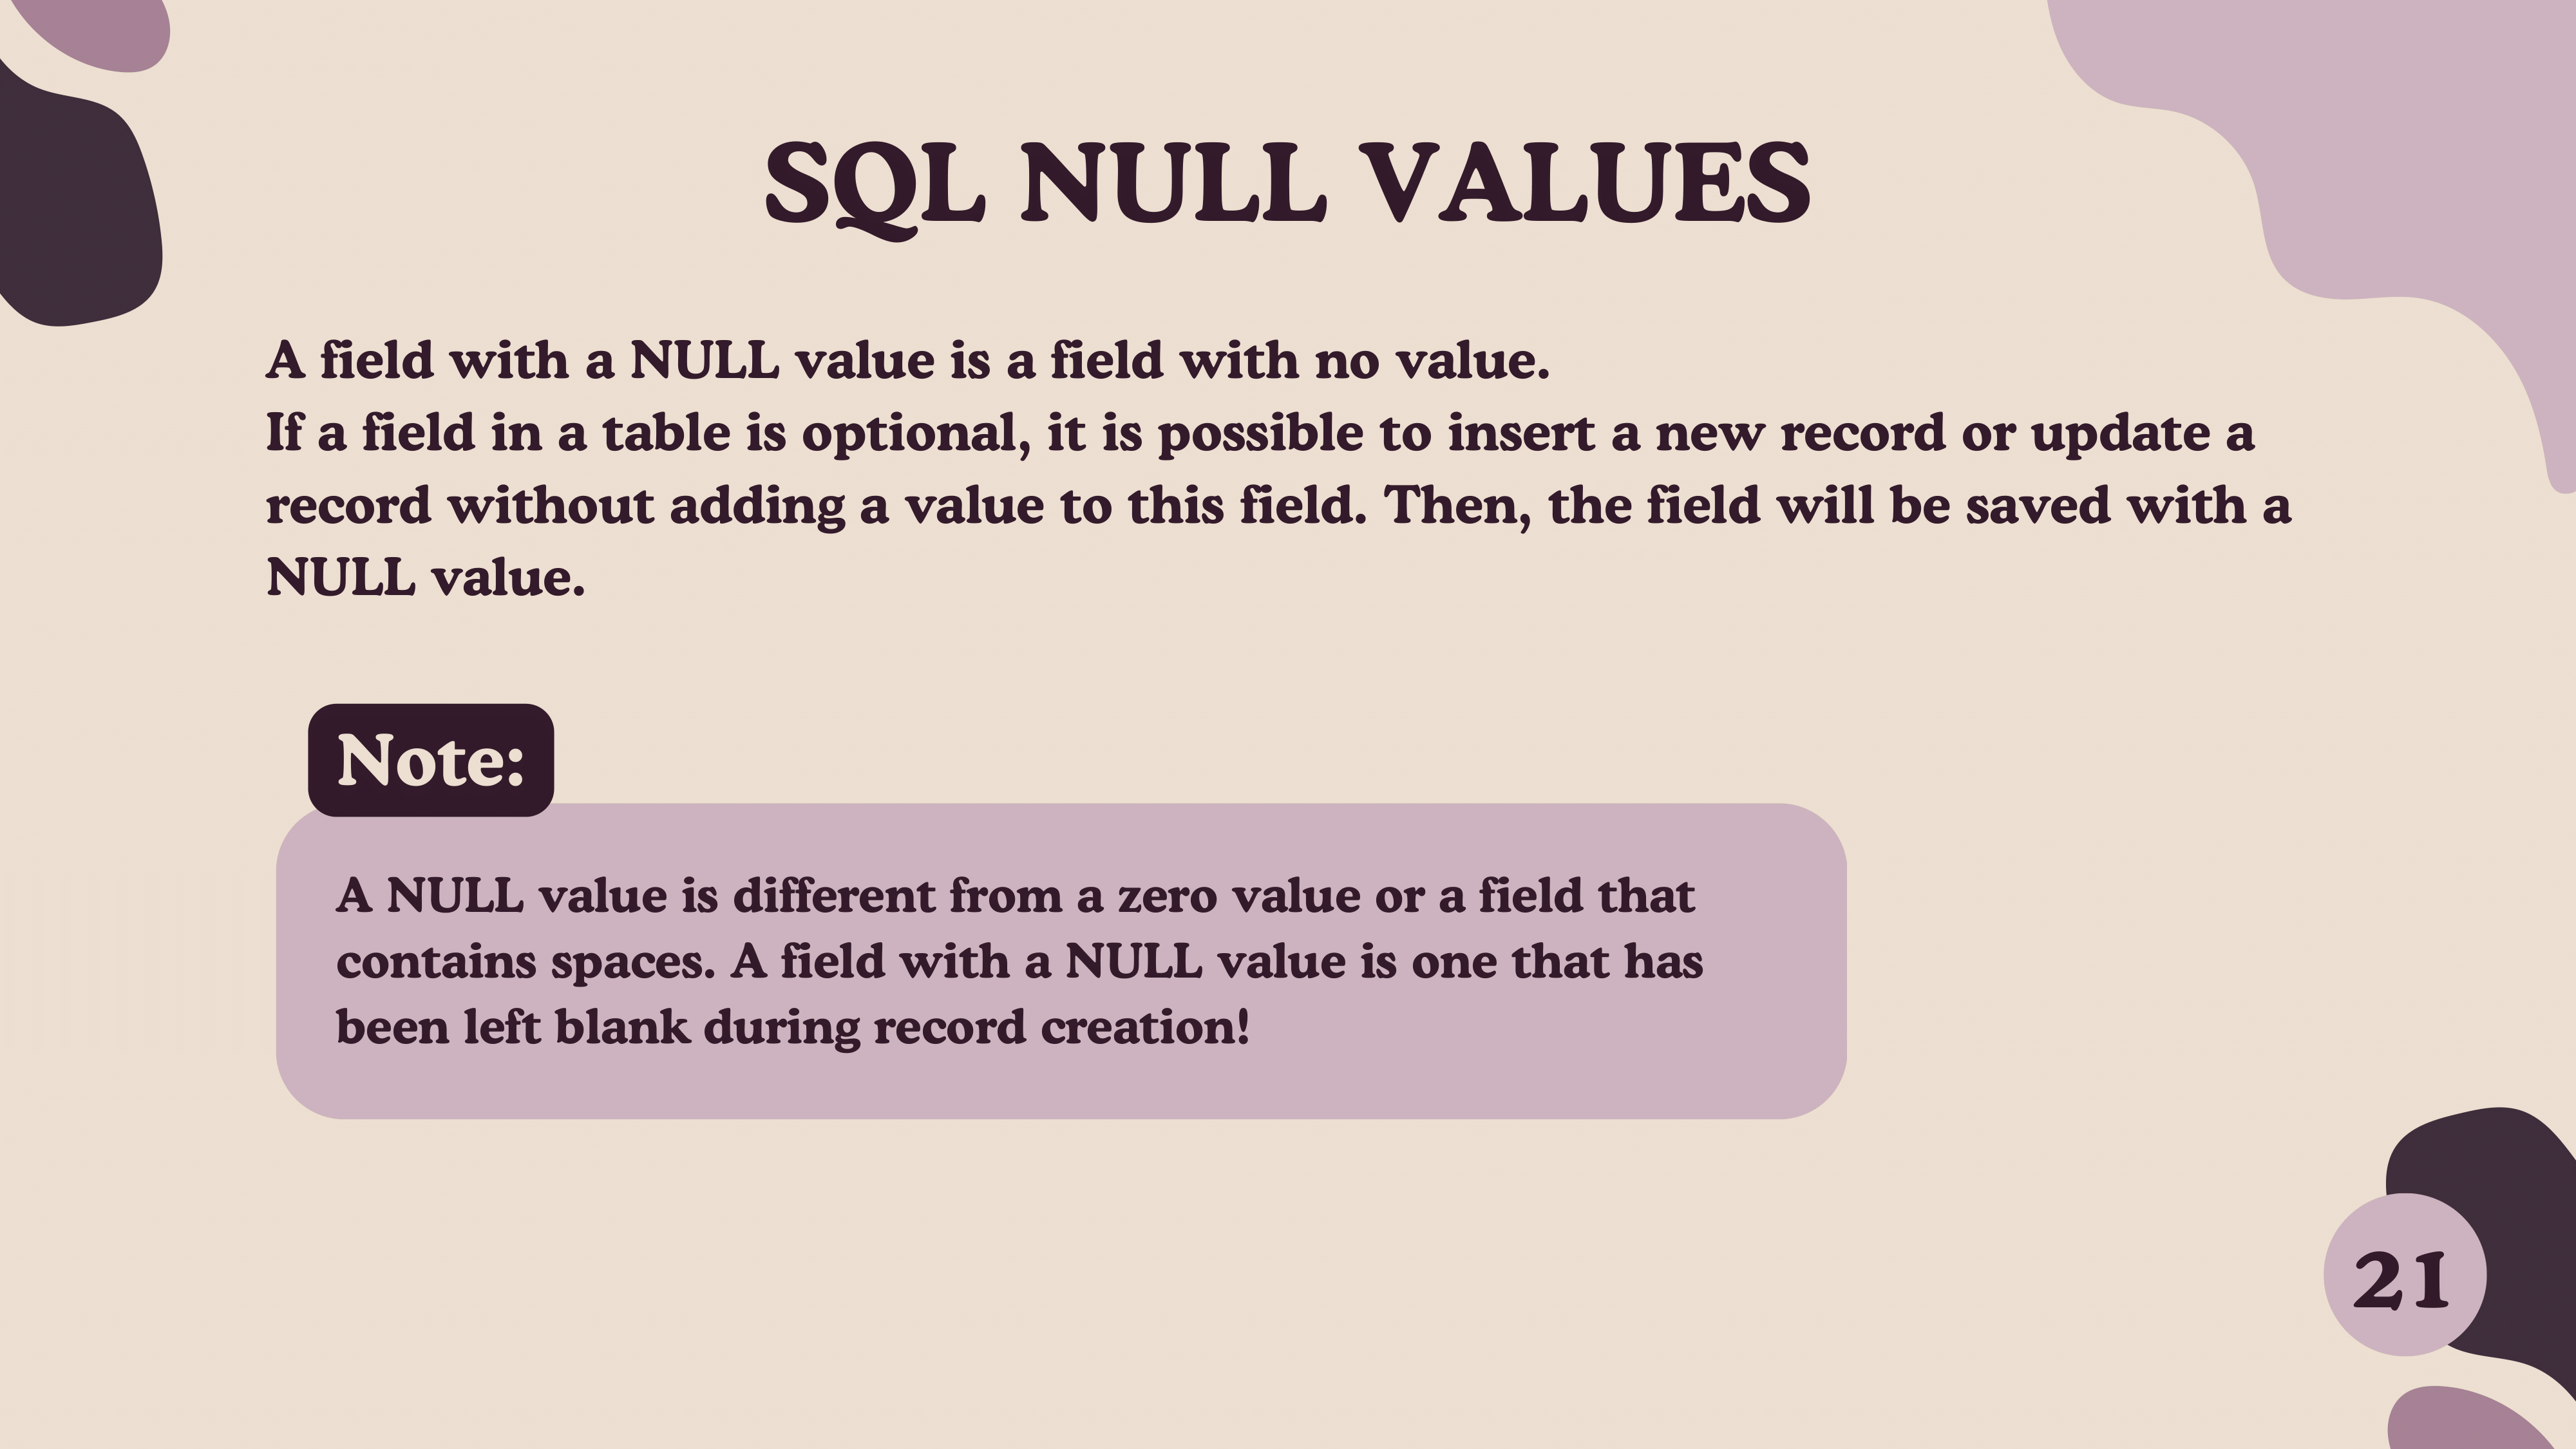 SQL NULL VALUES
A field with a NULL value is a field with no value.
If a field in a table is optional, it is possible to insert a new record or update a
record without adding a value to this field. Then, the field will be saved with a
NULL value.
Note:
A NULL value is different from a zero value or a field that
contains spaces. A field with a NULL value is one that has
been left blank during record creation!
21